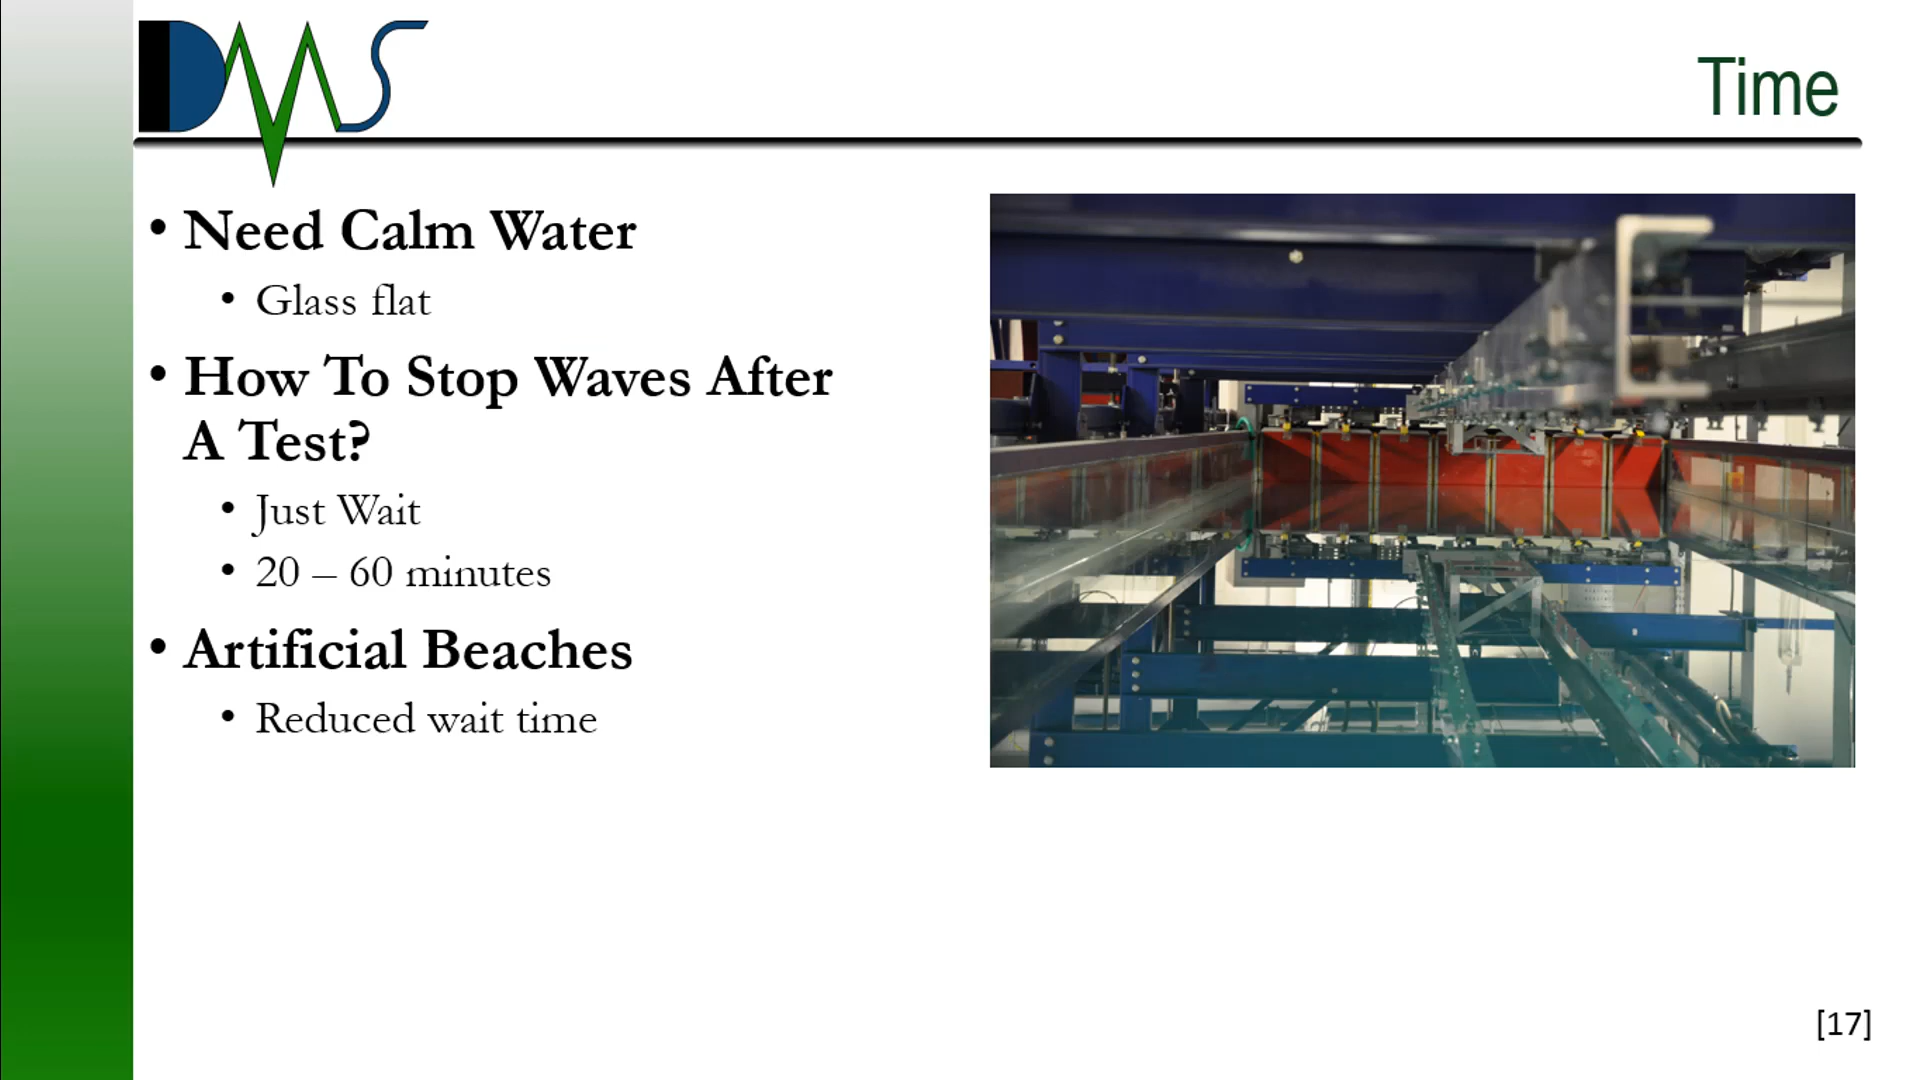 DMS
Time
• Need Calm Water
• Glass flat
• How To Stop Waves After
A Test?
• Just Wait
• 20 – 60 minutes
• Artificial Beaches
• Reduced wait time
[17]